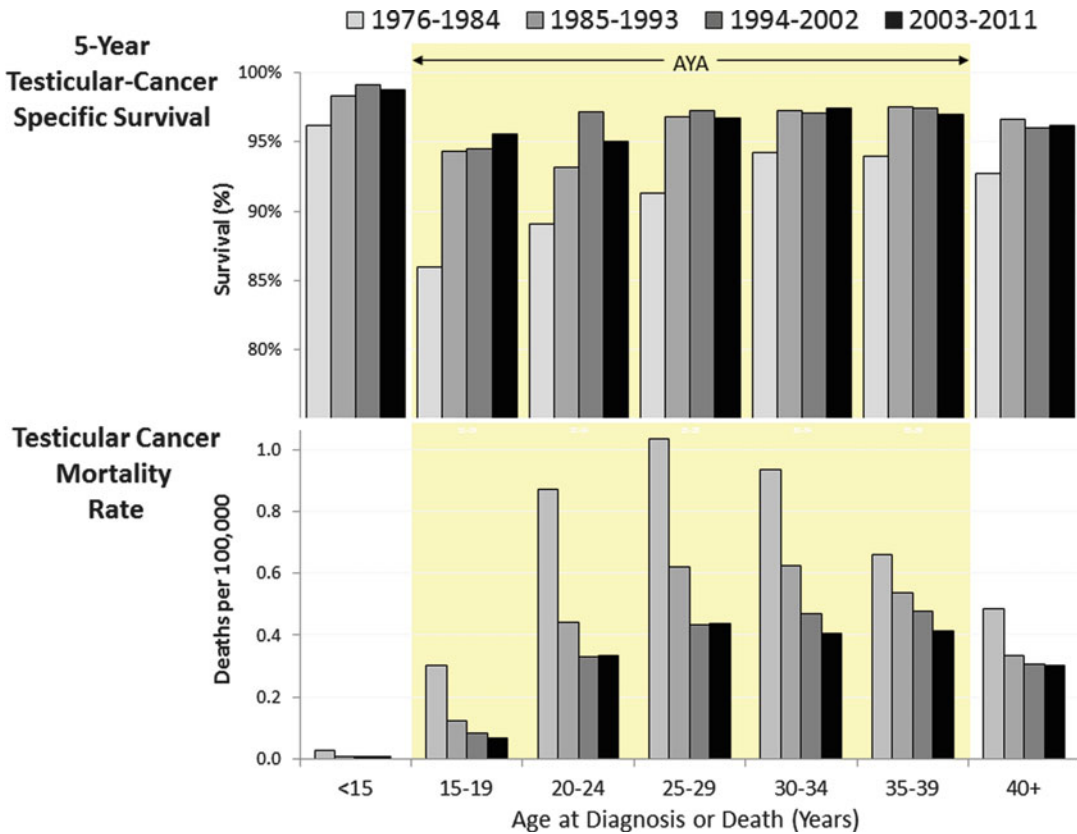 1976-1984 1985-1993 1994-2002 2003-2011
5-Year
Testicular-Cancer
Specific Survival
AYA
Survival (%)
100%
95%
90%
85%
80%
Testicular Cancer
Mortality
Rate
Deaths per 100,000
1.0
0.8
0.6
0.4
0.2
0.0
<15 15-19 20-24 25-29 30-34 35-39 40+
Age at Diagnosis or Death (Years)